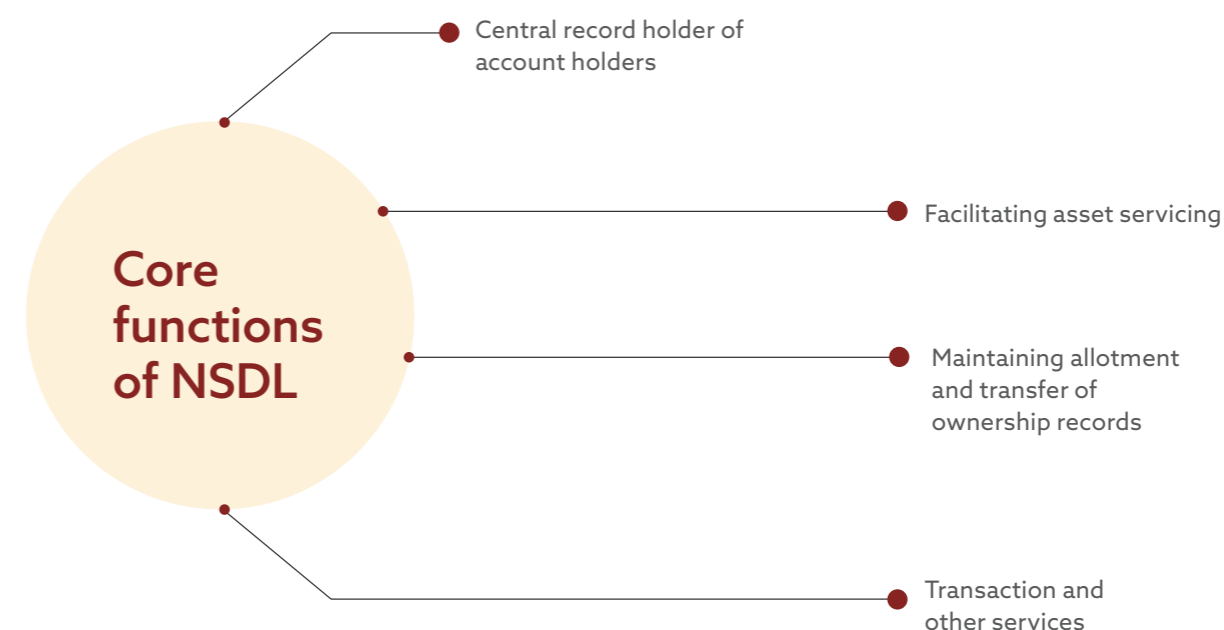 Central record holder of
account holders
Facilitating asset servicing
Core
functions
of NSDL
Maintaining allotment
and transfer of
ownership records
Transaction and
other services